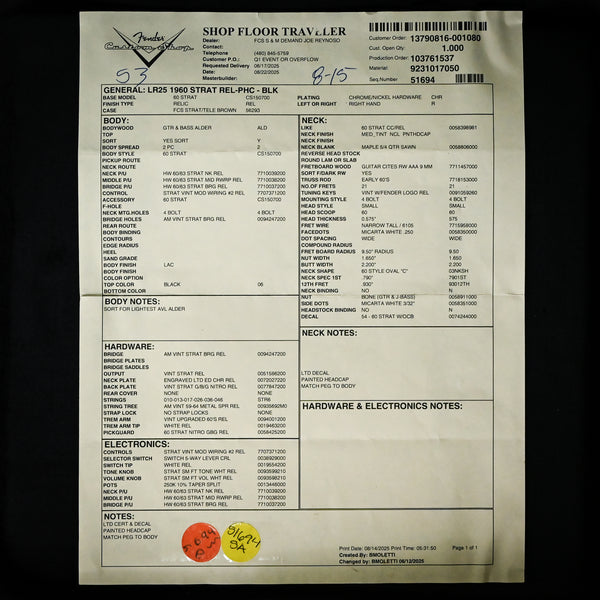 Fender
Custom Shop
SHOP FLOOR TRAVELER
Dealer: FCS S & M DEMAND JOE REYNOSO
Contact:
Telephone (480) 845-5759
Customer P.O.: Q1 EVENT OR OVERFLOW
Requested Delivery 08/17/2025
Date 08/22/2025
Masterbuilder:
53
8-15
Customer Order: 13790816-001080
Cust. Open Qty: 1.000
Production Order: 103761537
Material 9231017050
Seq.Number 51694
GENERAL: LR25 1960 STRAT REL-PHC - BLK
BASE MODEL 60 STRAT CS150700 PLATING CHROME/NICKEL HARDWARE CHR
FINISH TYPE RELIC REL LEFT OR RIGHT RIGHT HAND R
CASE FCS STRAT/TELE BROWN 56293
BODY:
BODYWOOD GTR & BASS ALDER ALD
TOP
SORT YES SORT Y
BODY SPREAD 2 PC 2
BODY STYLE 60 STRAT CS150700
PICKUP ROUTE
NECK ROUTE
NECK P/U HW 60/63 STRAT NK REL 7710039200
MIDDLE P/U HW 60/63 STRAT MID RWRP REL 7710038200
BRIDGE P/U HW 60/63 STRAT BRG REL 7710037200
CONTROL STRAT VINT MOD WIRING #2 REL 7707371200
ACCESSORY 60 STRAT CS150700
F-HOLE
NECK MTG.HOLES 4 BOLT 4 BOLT
BRIDGE HOLES AM VINT STRAT BRG REL 0094247200
REAR ROUTE
BODY BINDING
CONTOURS
EDGE RADIUS
HEEL
SAND GRADE
BODY FINISH LAC
BODY FINISH
COLOR OPTION
TOP COLOR BLACK 06
BOTTOM COLOR
BODY NOTES:
SORT FOR LIGHTEST AVL ALDER
HARDWARE:
BRIDGE AM VINT STRAT BRG REL 0094247200
BRIDGE PLATES
BRIDGE SADDLES
OUTPUT VINT STRAT REL 0051586200
NECK PLATE ENGRAVED LTD ED CHR REL 0072027220
BACK PLATE VINT STRAT G/B/G NITRO REL 0077847200
REAR COVER NONE NONE
STRINGS 010-013-017-026-036-046 STR6
STRING TREE AM VINT 59-64 METAL SPR REL 00935692M0
STRAP LOCK NO STRAP LOCKS NONE
TREM ARM VINT UPGRADED 60'S REL 0094001200
TREM ARM TIP WHITE REL 0019463200
PICKGUARD 60 STRAT NITRO GBG REL 0058425200
ELECTRONICS:
CONTROLS STRAT VINT MOD WIRING #2 REL 7707371200
SELECTOR SWITCH SWITCH 5-WAY LEVER CRL 0038929000
SWITCH TIP WHITE REL 0019554200
TONE KNOB STRAT SM FT TONE WHT REL 0093599210
VOLUME KNOB STRAT SM FT VOL WHT REL 0093598210
POTS 250K 10% TAPER SPLIT 0013446000
NECK P/U HW 60/63 STRAT NK REL 7710039200
MIDDLE P/U HW 60/63 STRAT MID RWRP REL 7710038200
BRIDGE P/U HW 60/63 STRAT BRG REL 7710037200
NECK:
LIKE 60 STRAT CC/REL 0058398981
NECK FINISH MED_TINT NCL PNTHDCAP
NECK FINISH
NECK BLANK MAPLE 5/4 QTR SAWN 0058806000
REVERSE HEAD STOCK
ROUND LAM OR SLAB
FRETBOARD WOOD GUITAR CITES RW AAA 9 MM 7711457000
SORT F/DARK RW YES
TRUSS ROD EARLY 60'S 7718153000
NO.OF FRETS 21 21
TUNING KEYS VINT W/FENDER LOGO REL 0091059260
MOUNTING STYLE 4 BOLT 4 BOLT
HEAD STYLE SMALL SMALL
HEAD SCOOP 60 60
HEAD THICKNESS 0.575" 575
FRET WIRE NARROW TALL / 6105 7715958000
FACEDOTS MICARTA WHITE .250 0058350000
DOT SPACING WIDE WIDE
COMPOUND RADIUS
FRET BOARD RADIUS 9.50" RADIUS 9.50
NUT WIDTH 1.650" 1.650
BUTT WIDTH 2.200" 2.200
NECK SHAPE 60 STYLE OVAL "C" 03NKSH
NECK SPEC 1ST .790" 7901ST
12TH FRET .930" 93012TH
NECK BINDING NO N
NUT BONE (GTR & J-BASS) 0058911000
SIDE DOTS MICARTA WHITE 3/32" 0058351000
HEADSTOCK BINDING NO N
DECAL 54 - 60 STRAT W/OCB 0074244000
NECK NOTES:
LTD DECAL
PAINTED HEADCAP
MATCH PEG TO BODY
HARDWARE & ELECTRONICS NOTES:
NOTES:
LTD CERT & DECAL
PAINTED HEADCAP
MATCH PEG TO BODY
51694
SA
Print Date: 08/14/2025 Print Time: 05:31:50 Page 1 of 1
Created By: BMOLETTI
Changed by: BMOLETTI 06/12/2025